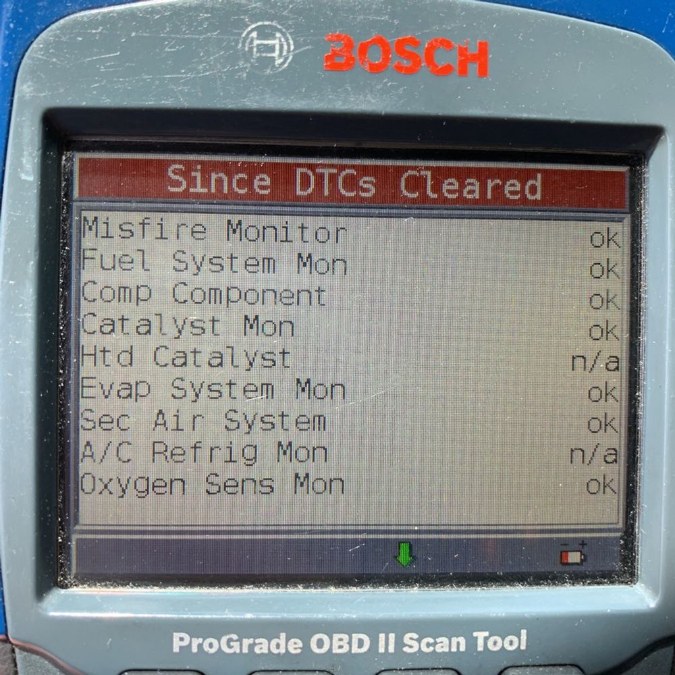 BOSCH
Since DTCs Cleared
Misfire Monitor ok
Fuel System Mon ok
Comp Component ok
Catalyst Mon ok
Htd Catalyst n/a
Evap System Mon ok
Sec Air System ok
A/C Refrig Mon n/a
Oxygen Sens Mon ok
ProGrade OBD II Scan Tool